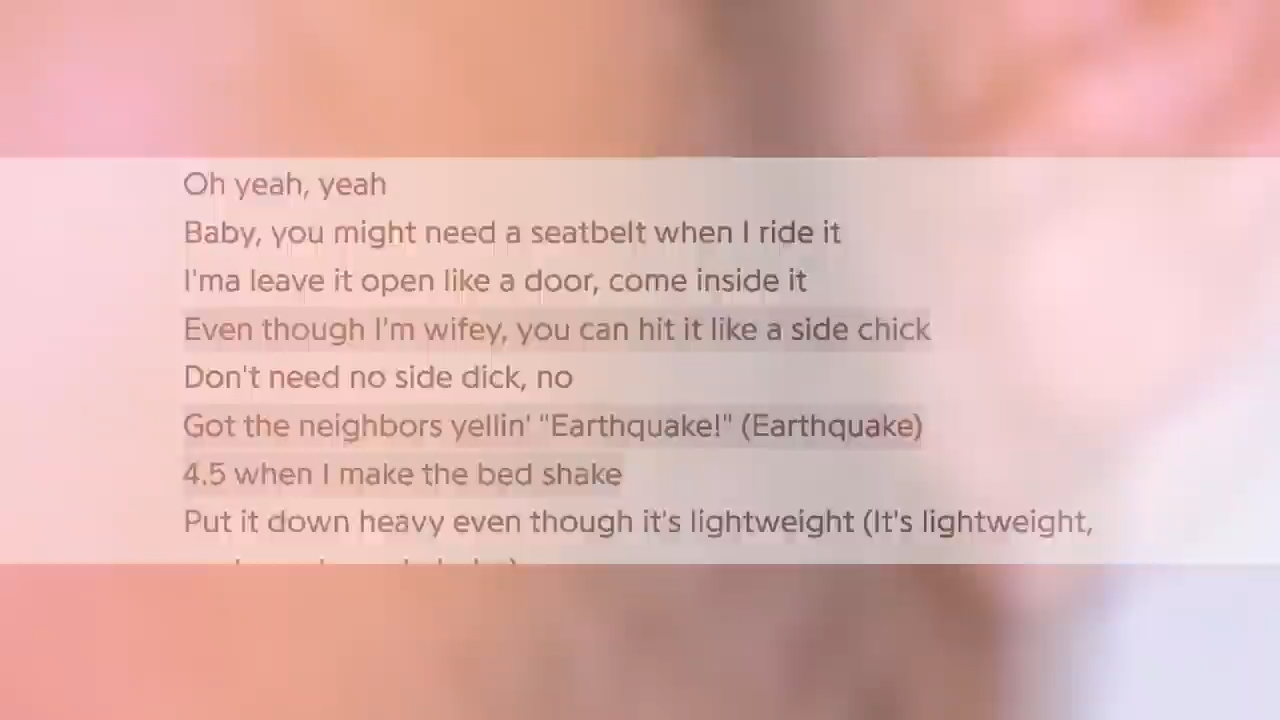 Oh yeah, yeah
Baby, you might need a seatbelt when I ride it
I'ma leave it open like a door, come inside it
Even though I'm wifey, you can hit it like a side chick
Don't need no side dick, no
Got the neighbors yellin' "Earthquake!" (Earthquake)
4.5 when I make the bed shake
Put it down heavy even though it's lightweight (It's lightweight,